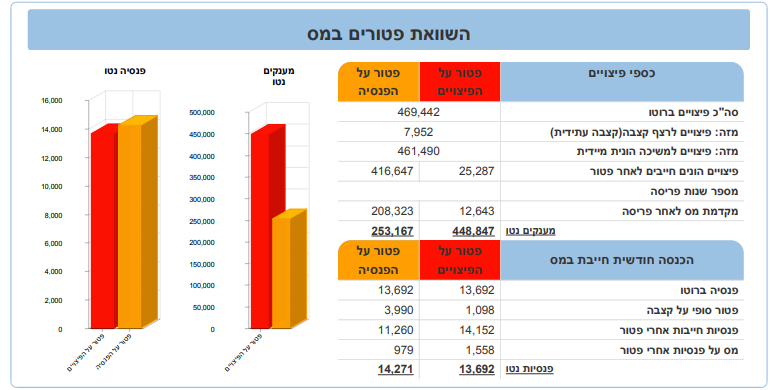 השוואת פטורים במס
כספי פיצויים פטור על הפיצויים פטור על הפנסיה
סה"כ פיצויים ברוטו 469,442
מזה: פיצויים לרצף קצבה(קצבה עתידית) 7,952
מזה: פיצויים למשיכה הונית מיידית 461,490
פיצויים הונים חייבים לאחר פטור 25,287 416,647
מספר שנות פריסה
מקדמת מס לאחר פריסה 12,643 208,323
מענקים נטו 448,847 253,167
הכנסה חודשית חייבת במס פטור על הפיצויים פטור על הפנסיה
פנסיה ברוטו 13,692 13,692
פטור סופי על קצבה 1,098 3,990
פנסיות חייבות אחרי פטור 14,152 11,260
מס על פנסיות אחרי פטור 1,558 979
פנסיות נטו 13,692 14,271
מענקים
נטו
500,000
450,000
400,000
350,000
300,000
250,000
200,000
150,000
100,000
50,000
0
פטור על הפיצויים
פנסיה נטו
16,000
14,000
12,000
10,000
8,000
6,000
4,000
2,000
0
פטור על הפיצויים
פטור על הפנסיה